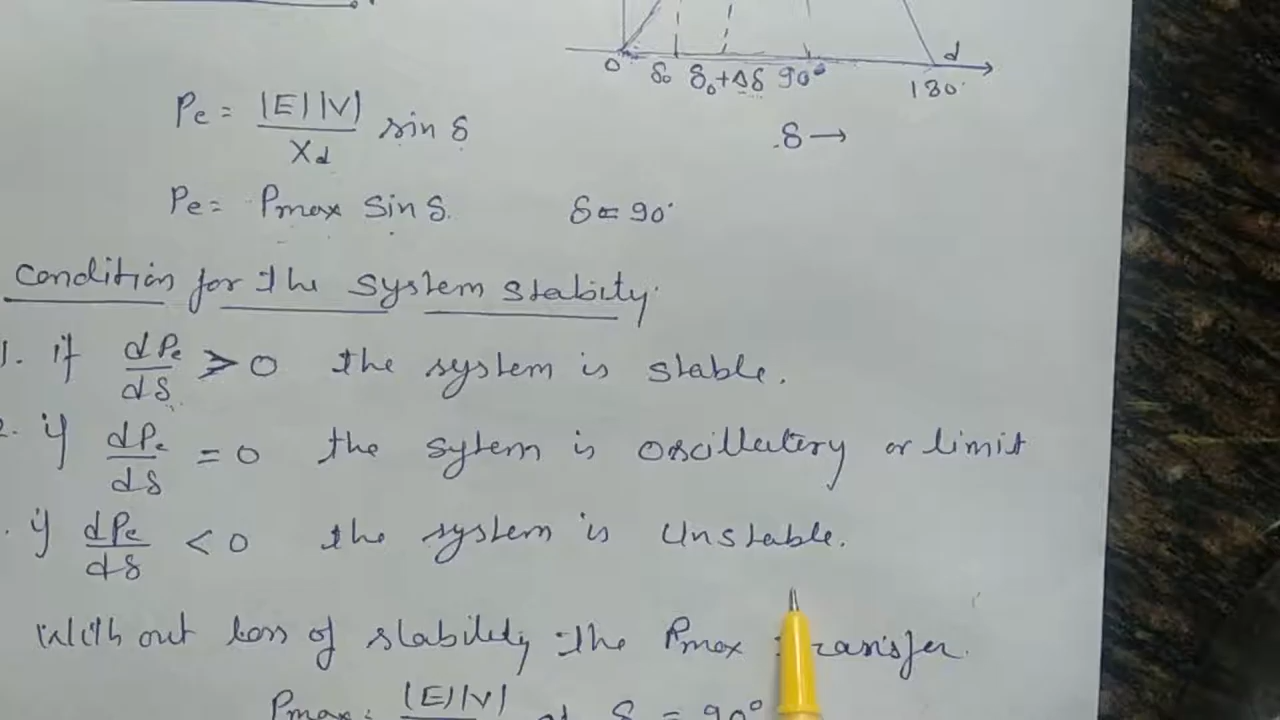 0 δ₀ δ₀+Δδ 90° d
180°
δ →
Pe = |E||V| / Xd sin δ
Pe = Pmax Sin δ. δ = 90°
Condition for the system stabity.
1. if dPe/dδ > 0 the system is stable.
2. if dPe/dδ = 0 the sytem is oscillutery or limit
. if dPe/dδ < 0 the system is Unstable.
With out loss of stability the Pmax transfer.
Pmax = |E||V| at δ = 90°